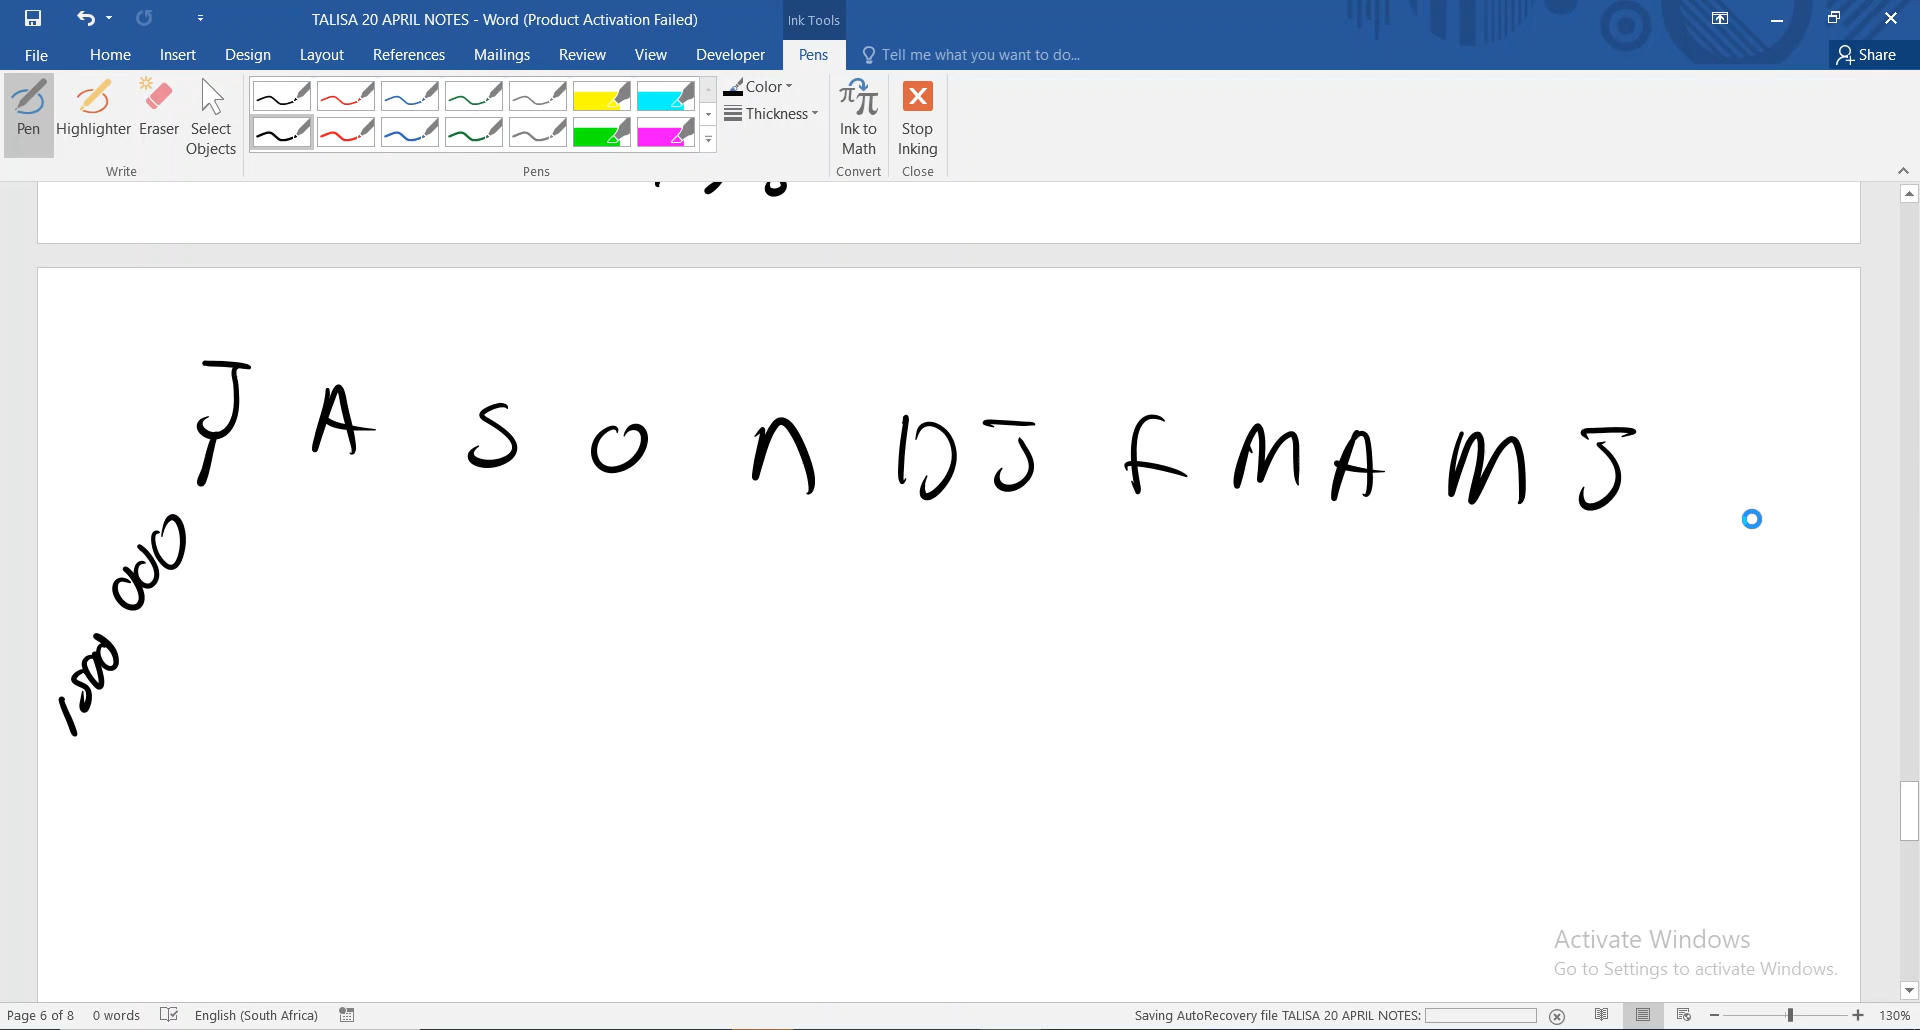 TALISA 20 APRIL NOTES - Word (Product Activation Failed)
Ink Tools
File Home Insert Design Layout References Mailings Review View Developer Pens Tell me what you want to do... Share
Pen Highlighter Eraser Select Objects
Color
Thickness
Ink to Math
Stop Inking
Write Pens Convert Close
J A S O N D J F M A M J
1 500 000
Activate Windows
Go to Settings to activate Windows.
Page 6 of 8 0 words English (South Africa) Saving AutoRecovery file TALISA 20 APRIL NOTES: 130%